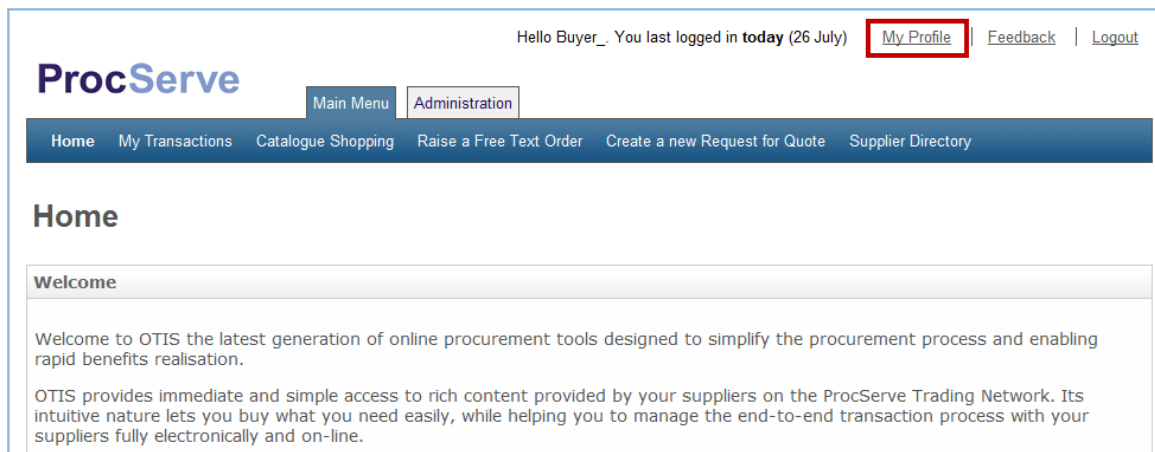 Hello Buyer_. You last logged in today (26 July) My Profile | Feedback | Logout
ProcServe
Main Menu Administration
Home My Transactions Catalogue Shopping Raise a Free Text Order Create a new Request for Quote Supplier Directory
Home
Welcome
Welcome to OTIS the latest generation of online procurement tools designed to simplify the procurement process and enabling
rapid benefits realisation.
OTIS provides immediate and simple access to rich content provided by your suppliers on the ProcServe Trading Network. Its
intuitive nature lets you buy what you need easily, while helping you to manage the end-to-end transaction process with your
suppliers fully electronically and on-line.